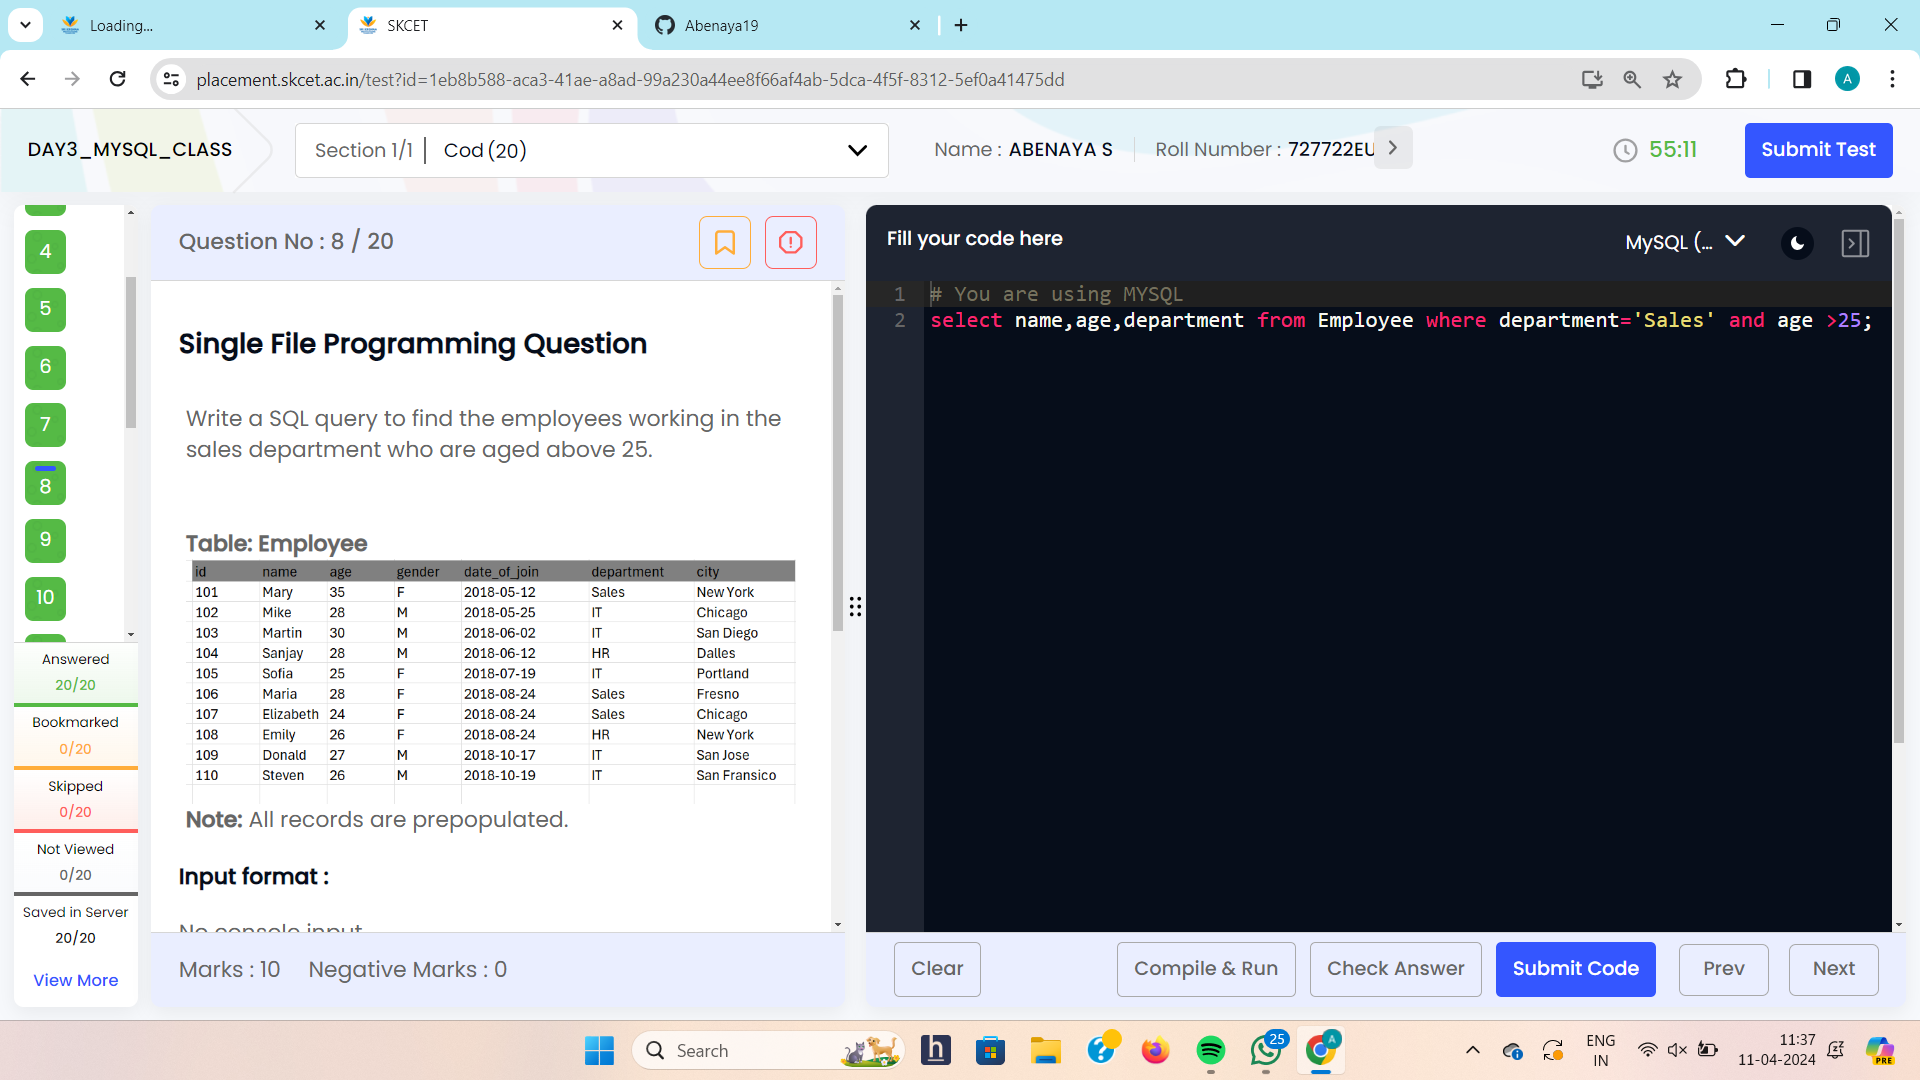 Loading...
SKCET
Abenaya19
placement.skcet.ac.in/test?id=1eb8b588-aca3-41ae-a8ad-99a230a44ee8f66af4ab-5dca-4f5f-8312-5ef0a41475dd
A
DAY3_MYSQL_CLASS
Section 1/1 | Cod (20)
Name : ABENAYA S
Roll Number : 727722EU
55:11
Submit Test
4
5
6
7
8
9
10
Answered
20/20
Bookmarked
0/20
Skipped
0/20
Not Viewed
0/20
Saved in Server
20/20
View More
Question No : 8 / 20
Single File Programming Question
Write a SQL query to find the employees working in the
sales department who are aged above 25.
Table: Employee
id name age gender date_of_join department city
101 Mary 35 F 2018-05-12 Sales New York
102 Mike 28 M 2018-05-25 IT Chicago
103 Martin 30 M 2018-06-02 IT San Diego
104 Sanjay 28 M 2018-06-12 HR Dalles
105 Sofia 25 F 2018-07-19 IT Portland
106 Maria 28 F 2018-08-24 Sales Fresno
107 Elizabeth 24 F 2018-08-24 Sales Chicago
108 Emily 26 F 2018-08-24 HR New York
109 Donald 27 M 2018-10-17 IT San Jose
110 Steven 26 M 2018-10-19 IT San Fransico
Note: All records are prepopulated.
Input format :
No console input
Marks : 10 Negative Marks : 0
Fill your code here
MySQL (...
1 # You are using MYSQL
2 select name,age,department from Employee where department='Sales' and age >25;
Clear
Compile & Run
Check Answer
Submit Code
Prev
Next
Search
h
25
A
ENG
IN
11:37
11-04-2024
PRE